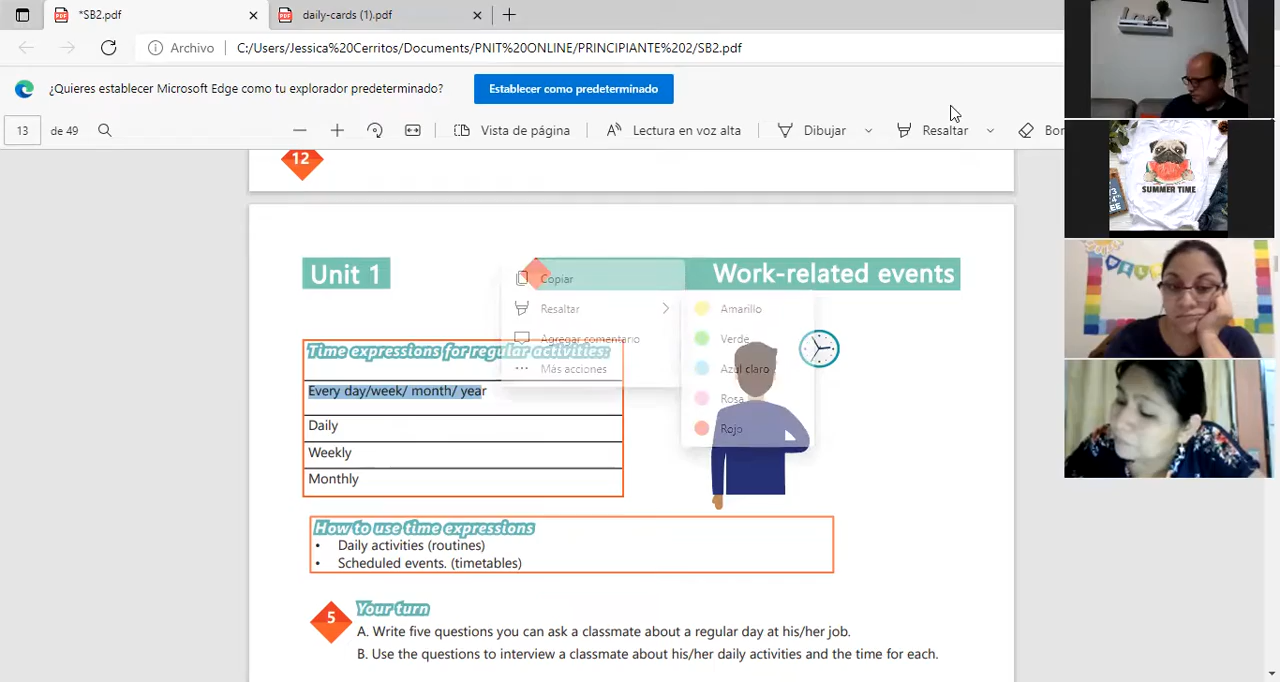 *SB2.pdf
daily-cards (1).pdf
Archivo
C:/Users/Jessica%20Cerritos/Documents/PNIT%20ONLINE/PRINCIPIANTE%202/SB2.pdf
¿Quieres establecer Microsoft Edge como tu explorador predeterminado?
Establecer como predeterminado
13
de 49
Vista de página
Lectura en voz alta
Dibujar
Resaltar
Bor
12
Unit 1
Work-related events
Copiar
Resaltar
Agregar comentario
Más acciones
Amarillo
Verde
Azul claro
Rosa
Rojo
Time expressions for regular activities:
Every day/week/ month/ year
Daily
Weekly
Monthly
How to use time expressions
• Daily activities (routines)
• Scheduled events. (timetables)
5
Your turn
A. Write five questions you can ask a classmate about a regular day at his/her job.
B. Use the questions to interview a classmate about his/her daily activities and the time for each.
SUMMER TIME